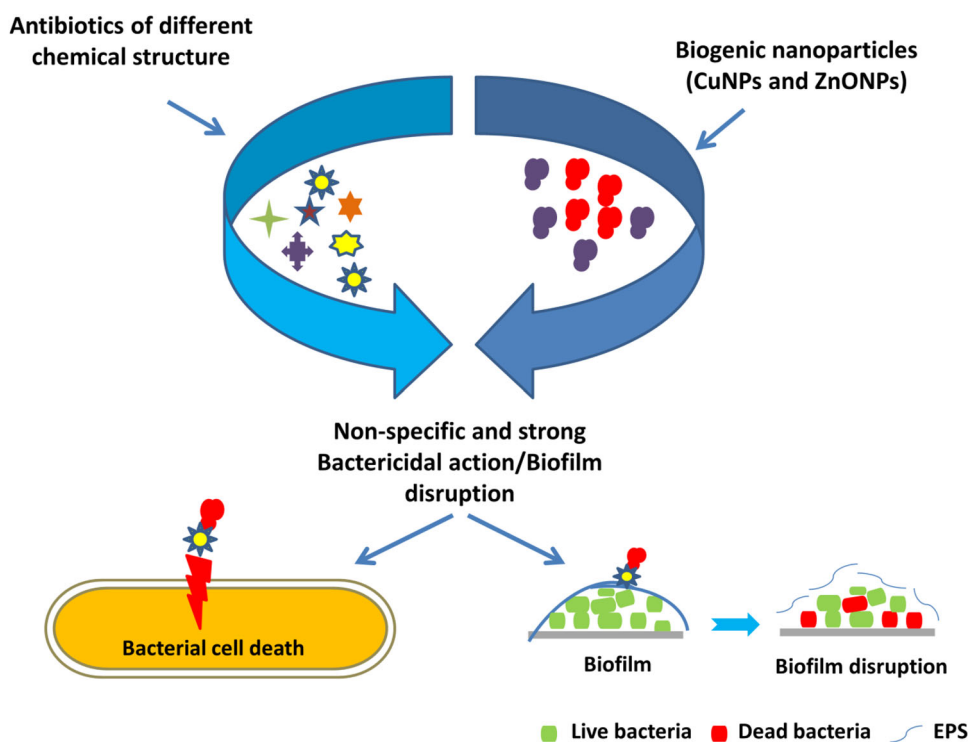 Antibiotics of different
chemical structure
Biogenic nanoparticles
(CuNPs and ZnONPs)
Non-specific and strong
Bactericidal action/Biofilm
disruption
Bacterial cell death
Biofilm
Biofilm disruption
Live bacteria
Dead bacteria
EPS